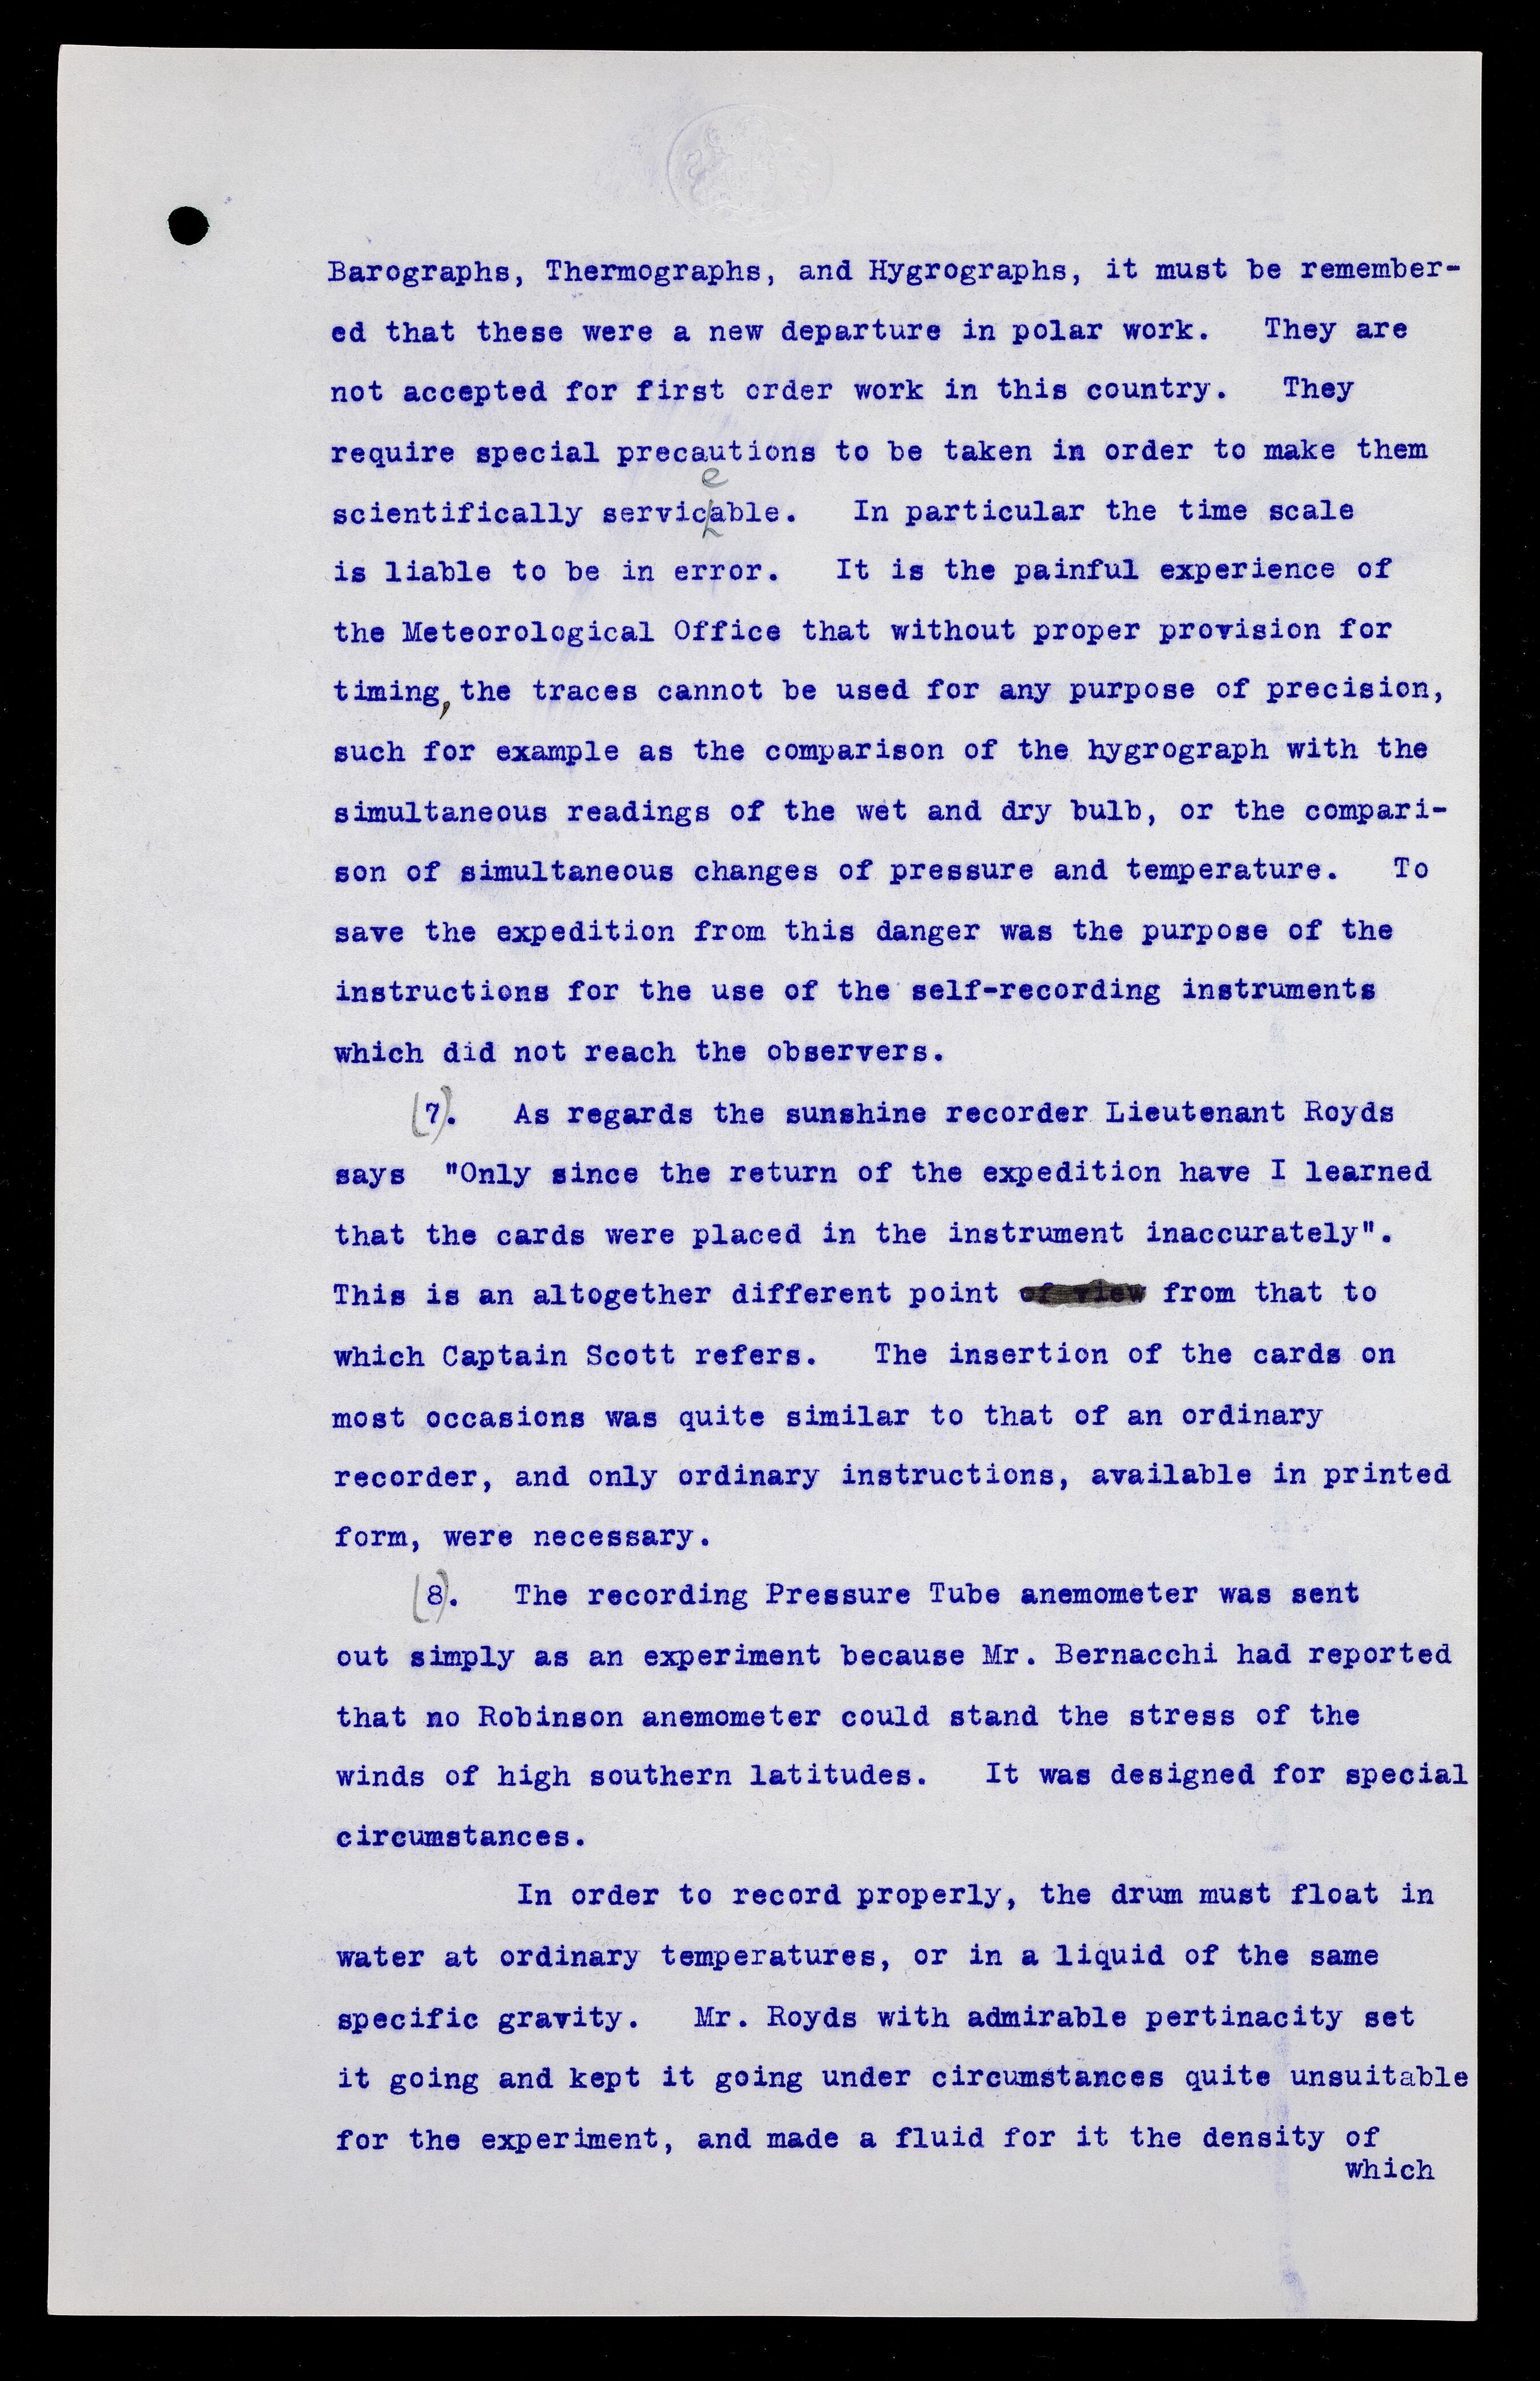 Barographs, Thermographs, and Hygrographs, it must be remember-
ed that these were a new departure in polar work. They are
not accepted for first order work in this country. They
require special precautions to be taken in order to make them
scientifically serviceable. In particular the time scale
is liable to be in error. It is the painful experience of
the Meteorological Office that without proper provision for
timing, the traces cannot be used for any purpose of precision,
such for example as the comparison of the hygrograph with the
simultaneous readings of the wet and dry bulb, or the compari-
son of simultaneous changes of pressure and temperature. To
save the expedition from this danger was the purpose of the
instructions for the use of the self-recording instruments
which did not reach the observers.
(7). As regards the sunshine recorder Lieutenant Royds
says "Only since the return of the expedition have I learned
that the cards were placed in the instrument inaccurately".
This is an altogether different point of view from that to
which Captain Scott refers. The insertion of the cards on
most occasions was quite similar to that of an ordinary
recorder, and only ordinary instructions, available in printed
form, were necessary.
(8). The recording Pressure Tube anemometer was sent
out simply as an experiment because Mr. Bernacchi had reported
that no Robinson anemometer could stand the stress of the
winds of high southern latitudes. It was designed for special
circumstances.
In order to record properly, the drum must float in
water at ordinary temperatures, or in a liquid of the same
specific gravity. Mr. Royds with admirable pertinacity set
it going and kept it going under circumstances quite unsuitable
for the experiment, and made a fluid for it the density of
which